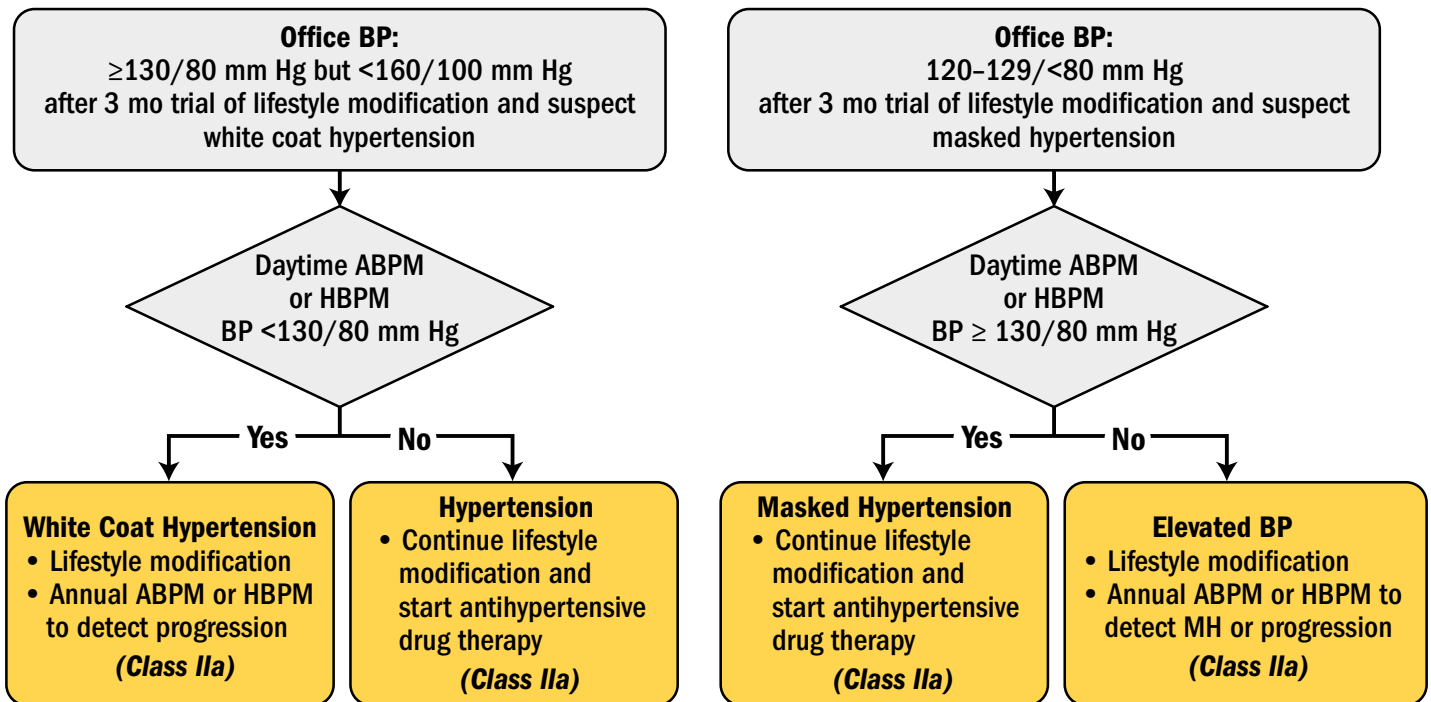 Office BP:
≥130/80 mm Hg but <160/100 mm Hg
after 3 mo trial of lifestyle modification and suspect
white coat hypertension
Daytime ABPM
or HBPM
BP <130/80 mm Hg
Yes
No
White Coat Hypertension
• Lifestyle modification
• Annual ABPM or HBPM
to detect progression
(Class IIa)
Hypertension
• Continue lifestyle
modification and
start antihypertensive
drug therapy
(Class IIa)
Office BP:
120–129/<80 mm Hg
after 3 mo trial of lifestyle modification and suspect
masked hypertension
Daytime ABPM
or HBPM
BP ≥ 130/80 mm Hg
Yes
No
Masked Hypertension
• Continue lifestyle
modification and
start antihypertensive
drug therapy
(Class IIa)
Elevated BP
• Lifestyle modification
• Annual ABPM or HBPM to
detect MH or progression
(Class IIa)